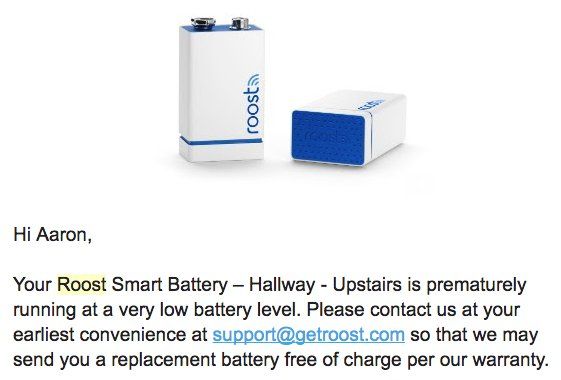 roost
roost
Hi Aaron,
Your Roost Smart Battery – Hallway - Upstairs is prematurely
running at a very low battery level. Please contact us at your
earliest convenience at support@getroost.com so that we may
send you a replacement battery free of charge per our warranty.